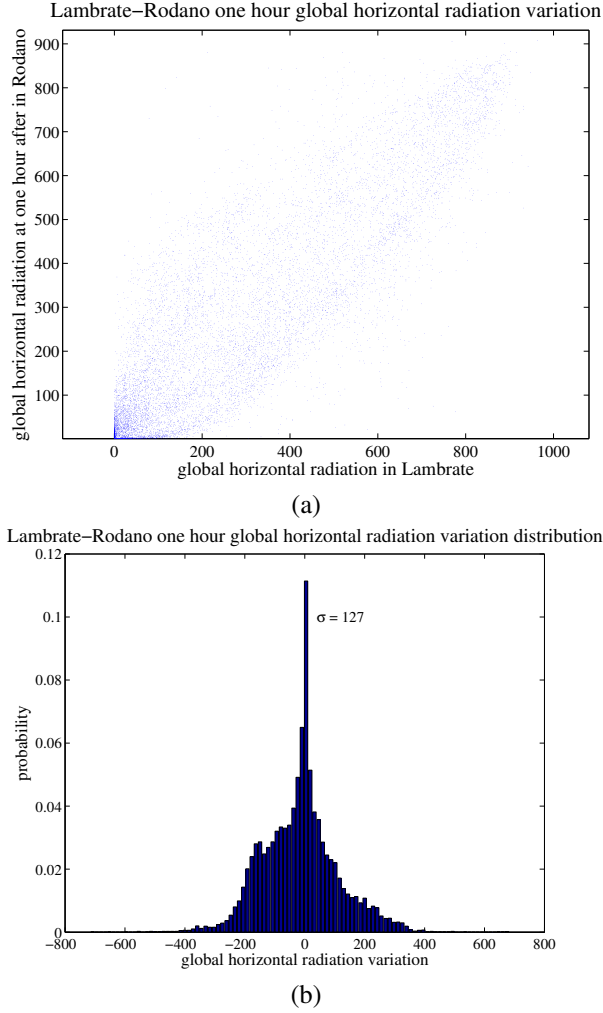 Lambrate−Rodano one hour global horizontal radiation variation
900
800
700
600
500
400
300
200
100
0 200 400 600 800 1000
global horizontal radiation at one hour after in Rodano
global horizontal radiation in Lambrate
(a)
Lambrate−Rodano one hour global horizontal radiation variation distribution
0.12
0.1
0.08
0.06
0.04
0.02
0
σ = 127
probability
−800 −600 −400 −200 0 200 400 600 800
global horizontal radiation variation
(b)